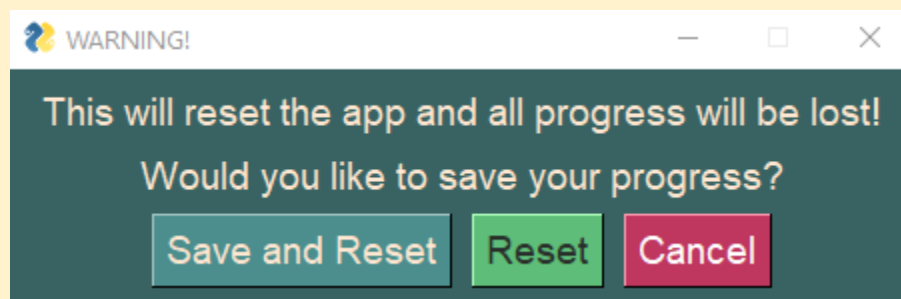 WARNING!
This will reset the app and all progress will be lost!
Would you like to save your progress?
Save and Reset Reset Cancel